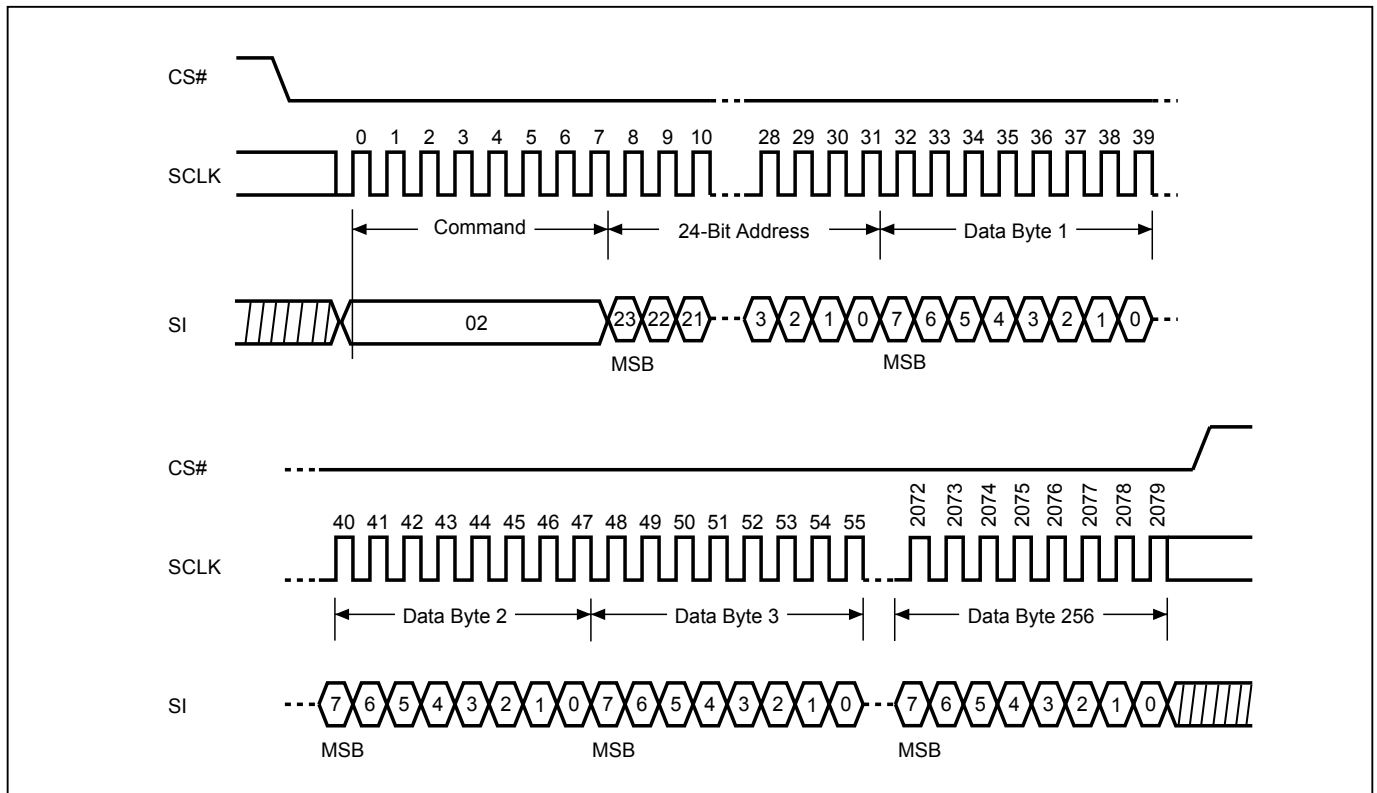 CS#
0 1 2 3 4 5 6 7 8 9 10 28 29 30 31 32 33 34 35 36 37 38 39
SCLK
Command 24-Bit Address Data Byte 1
SI 02 23 22 21 3 2 1 0 7 6 5 4 3 2 1 0
MSB MSB
CS#
2072 2073 2074 2075 2076 2077 2078 2079
40 41 42 43 44 45 46 47 48 49 50 51 52 53 54 55
SCLK
Data Byte 2 Data Byte 3 Data Byte 256
SI 7 6 5 4 3 2 1 0 7 6 5 4 3 2 1 0 7 6 5 4 3 2 1 0
MSB MSB MSB